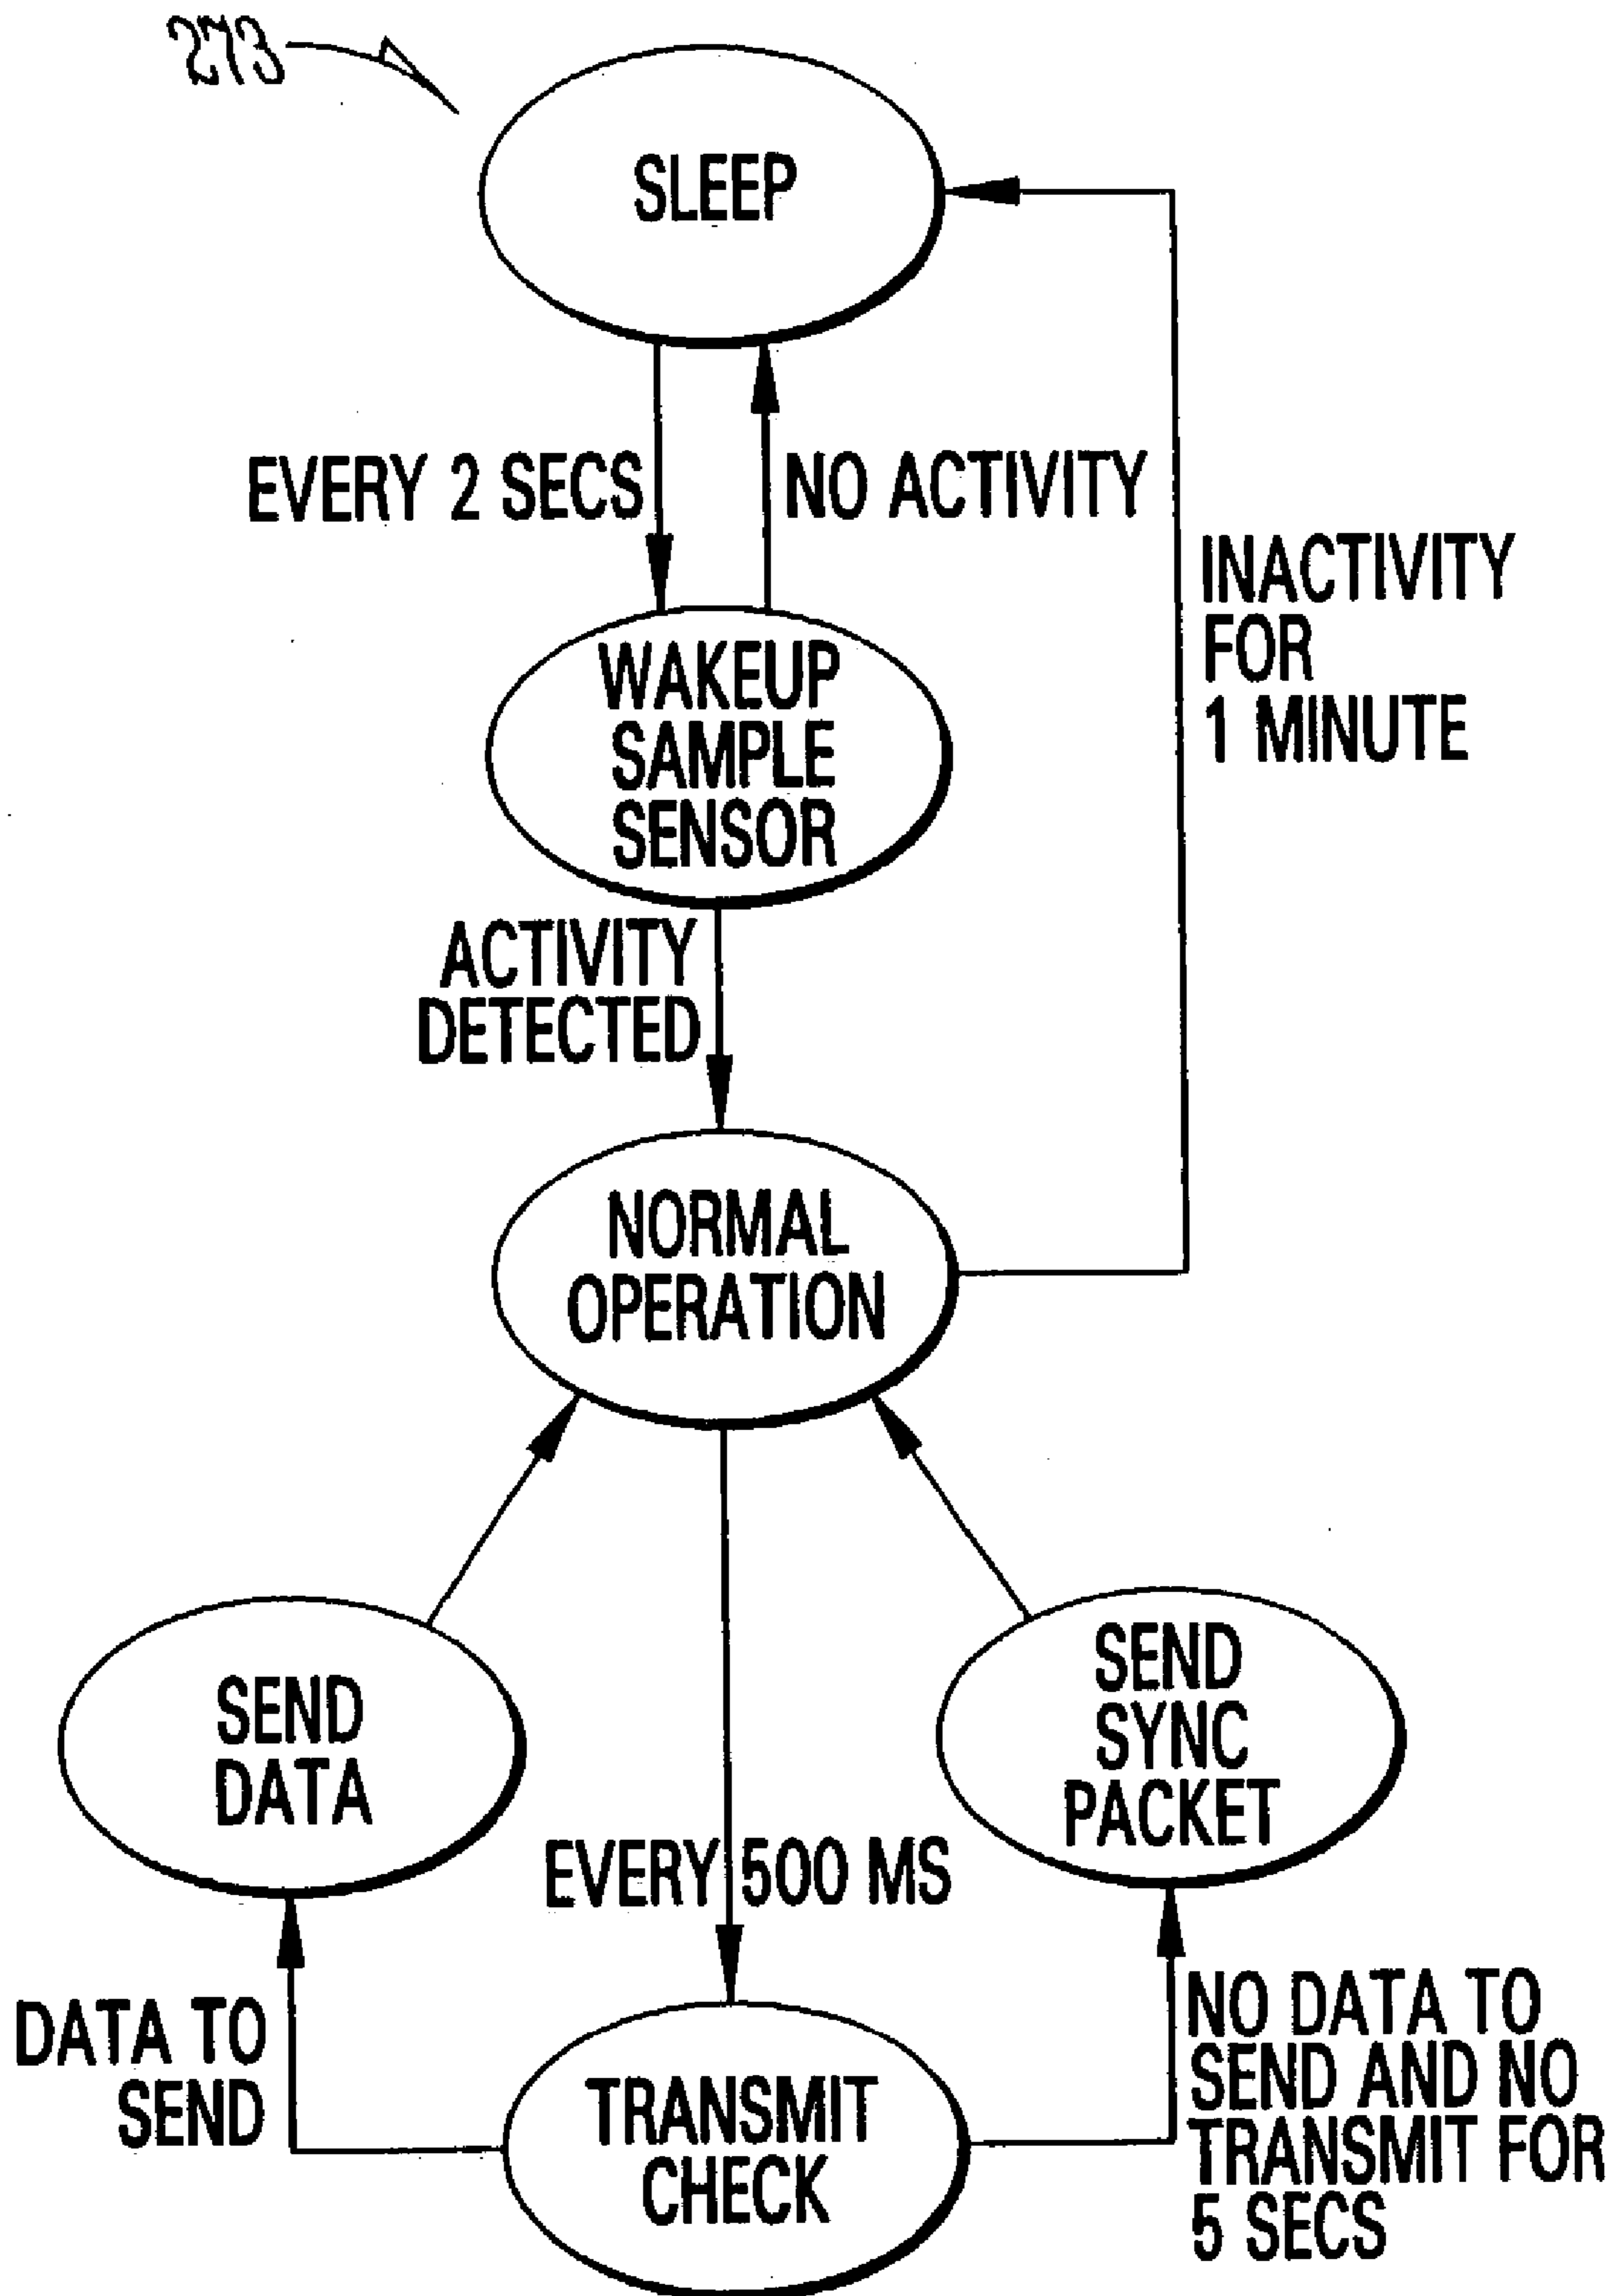 273
SLEEP
EVERY 2 SECS
NO ACTIVITY
INACTIVITY
FOR
1 MINUTE
WAKEUP
SAMPLE
SENSOR
ACTIVITY
DETECTED
NORMAL
OPERATION
SEND
DATA
SEND
SYNC
PACKET
EVERY 500 MS
DATA TO
SEND
NO DATA TO
SEND AND NO
TRANSMIT FOR
5 SECS
TRANSMIT
CHECK